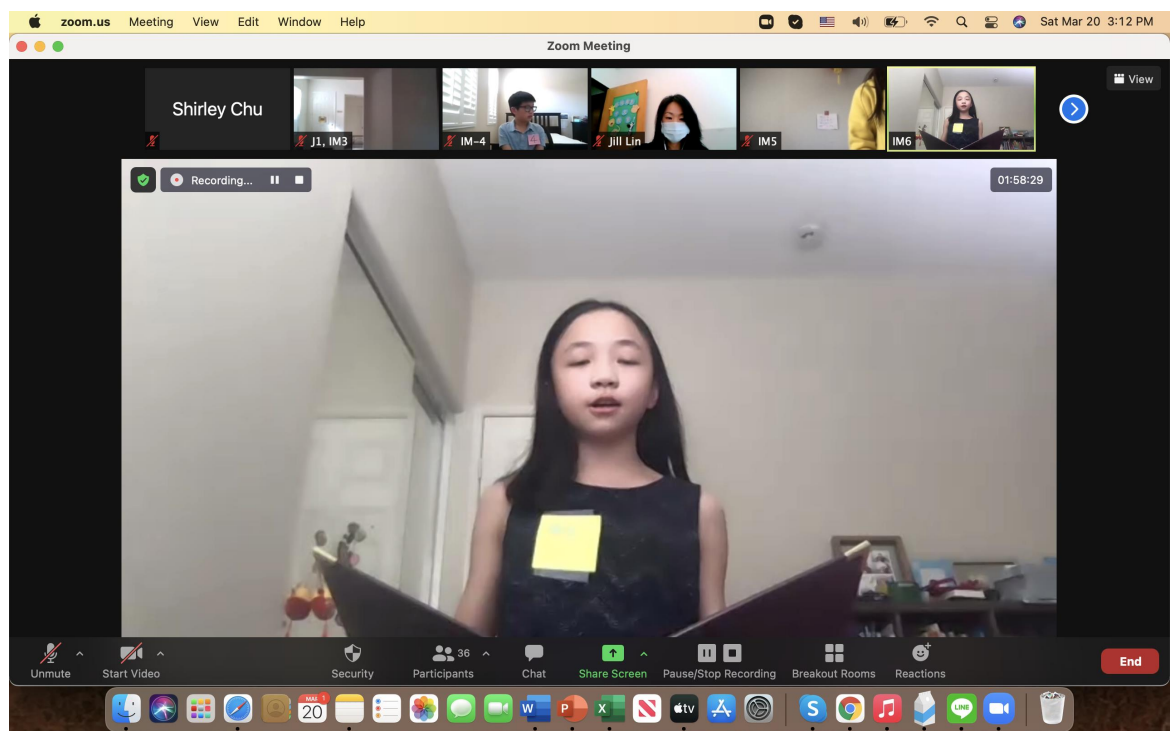 zoom.us Meeting View Edit Window Help Sat Mar 20 3:12 PM
Zoom Meeting
View
Shirley Chu
J1, IM3
IM-4
Jill Lin
IM5
IM6
Recording...
01:58:29
Unmute
Start Video
Security
36
Participants
Chat
Share Screen
Pause/Stop Recording
Breakout Rooms
Reactions
End
MAR 1
20
W
P
X
N
tv
S
LINE